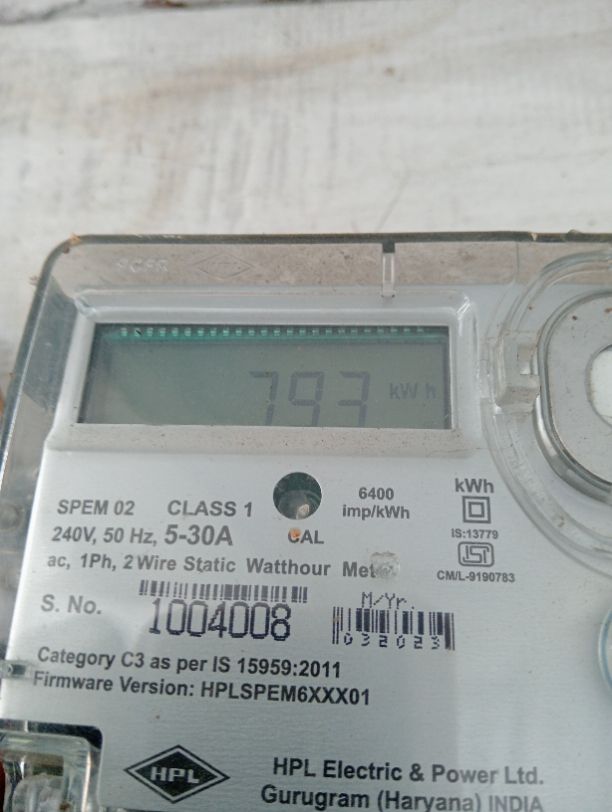 793 kWh
SPEM 02 CLASS 1
6400
imp/kWh
kWh
240V, 50 Hz, 5-30A
CAL
IS:13779
ac, 1Ph, 2 Wire Static Watthour
CM/L-9190783
S. No. 1004008
M/Yr.
032023
Category C3 as per IS 15959:2011
Firmware Version: HPLSPEM6XXX01
HPL
HPL Electric & Power Ltd.
Gurugram (Haryana) INDIA